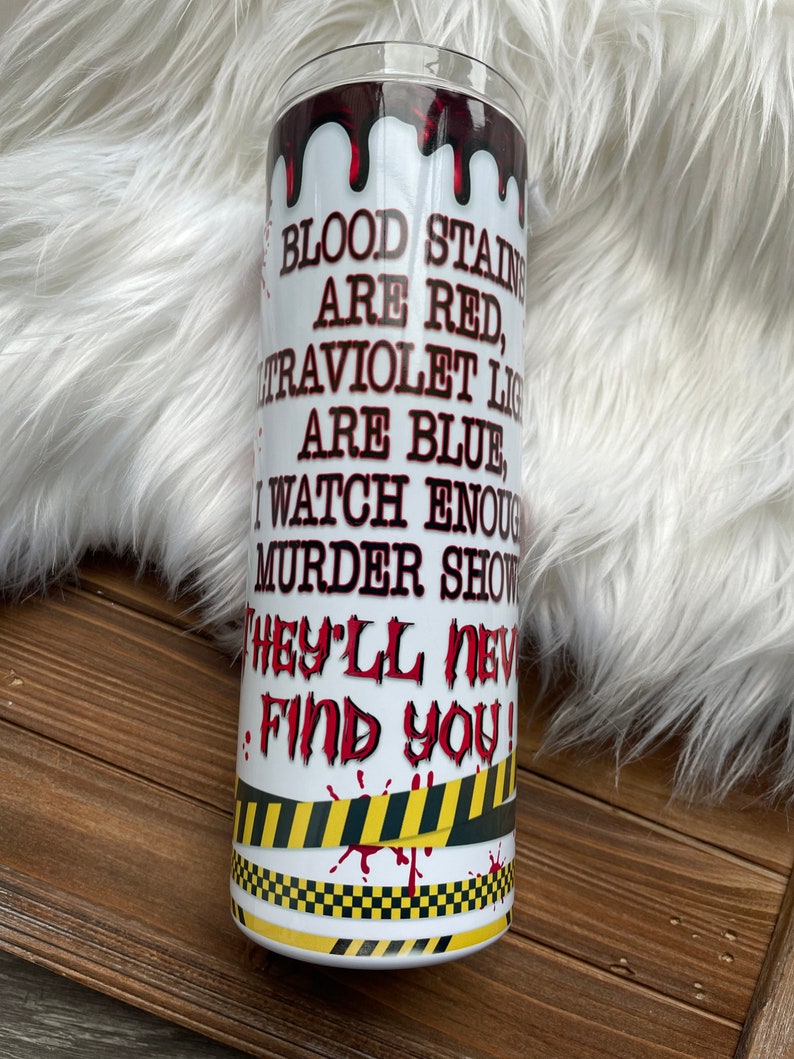 BLOOD STAINS
ARE RED,
LTRAVIOLET LIG
ARE BLUE,
I WATCH ENOUG
MURDER SHOW
THEY'LL NEV
FIND YOU!